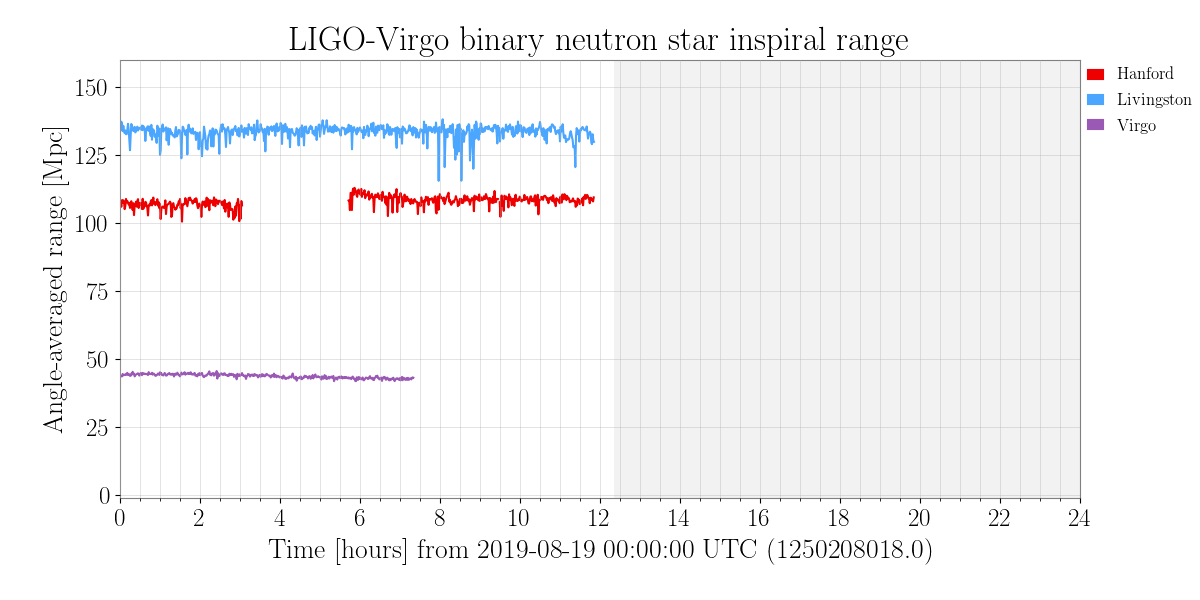 LIGO-Virgo binary neutron star inspiral range
Hanford
Livingston
Virgo
Angle-averaged range [Mpc]
150
125
100
75
50
25
0
0 2 4 6 8 10 12 14 16 18 20 22 24
Time [hours] from 2019-08-19 00:00:00 UTC (1250208018.0)